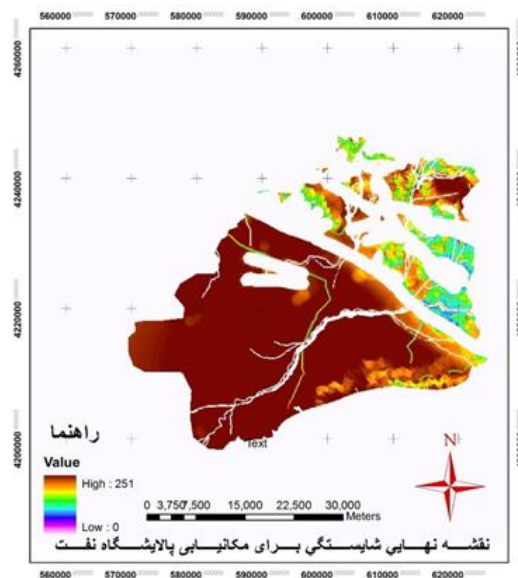 560000 570000 580000 590000 600000 610000 620000
4260000
4240000
4220000
4200000
Text
راهنما
Value
High : 251
Low : 0
N
0 3,750 7,500 15,000 22,500 30,000
Meters
نقشه نهایي شایستگي برای مکانیابی پالایشگاه نفت
560000 570000 580000 590000 600000 610000 620000